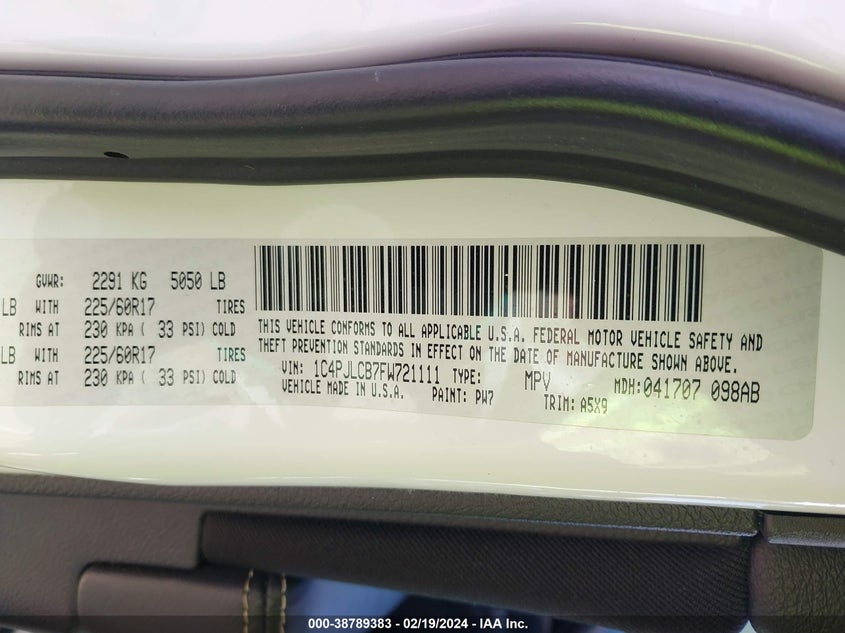 GVWR: 2291 KG 5050 LB
LB WITH 225/60R17 TIRES
RIMS AT 230 KPA ( 33 PSI) COLD
LB WITH 225/60R17 TIRES
RIMS AT 230 KPA ( 33 PSI) COLD
THIS VEHICLE CONFORMS TO ALL APPLICABLE U.S.A. FEDERAL MOTOR VEHICLE SAFETY AND
THEFT PREVENTION STANDARDS IN EFFECT ON THE DATE OF MANUFACTURE SHOWN ABOVE.
VIN: 1C4PJLCB7FW721111 TYPE: MPV MDH:041707 098AB
VEHICLE MADE IN U.S.A. PAINT: PW7 TRIM: A5X9
000-38789383 - 02/19/2024 - IAA Inc.